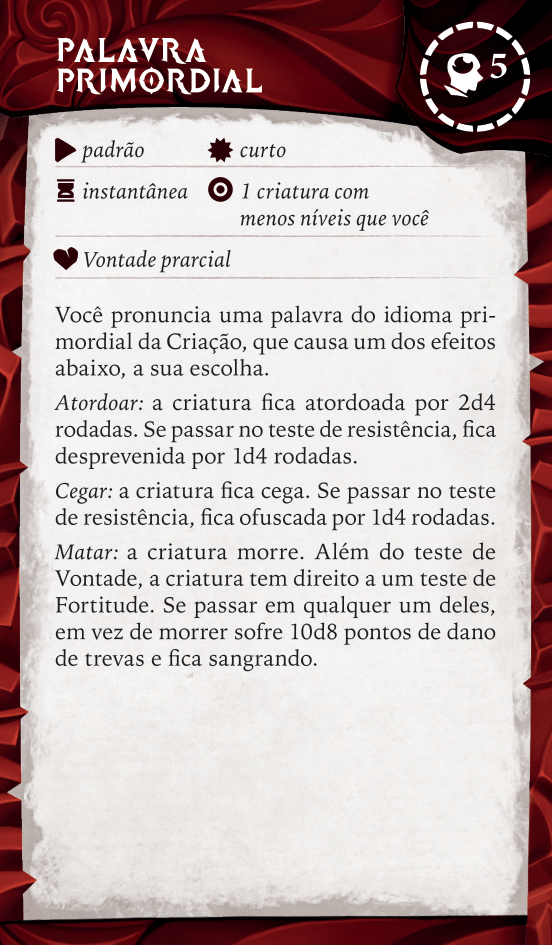 PALAVRA
PRIMORDIAL
5
padrão
curto
instantânea
1 criatura com
menos níveis que você
Vontade prarcial
Você pronuncia uma palavra do idioma pri-
mordial da Criação, que causa um dos efeitos
abaixo, a sua escolha.
Atordoar: a criatura fica atordoada por 2d4
rodadas. Se passar no teste de resistência, fica
desprevenida por 1d4 rodadas.
Cegar: a criatura fica cega. Se passar no teste
de resistência, fica ofuscada por 1d4 rodadas.
Matar: a criatura morre. Além do teste de
Vontade, a criatura tem direito a um teste de
Fortitude. Se passar em qualquer um deles,
em vez de morrer sofre 10d8 pontos de dano
de trevas e fica sangrando.